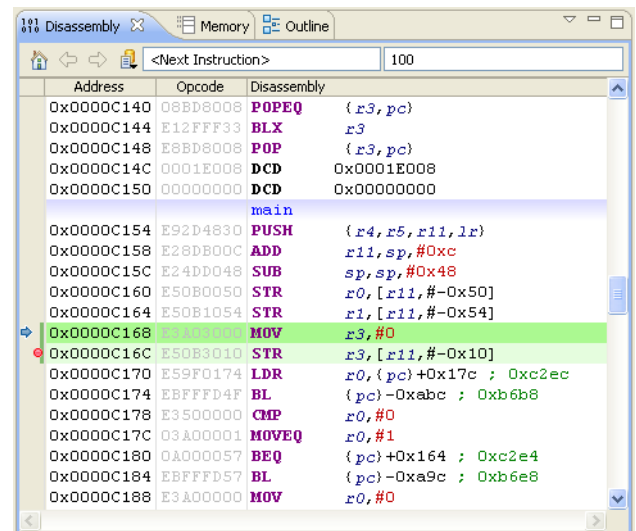 Disassembly Memory Outline
<Next Instruction> 100
Address Opcode Disassembly
0x0000C140 08BD8008 POPEQ {r3,pc}
0x0000C144 E12FFF33 BLX r3
0x0000C148 E8BD8008 POP {r3,pc}
0x0000C14C 0001E008 DCD 0x0001E008
0x0000C150 00000000 DCD 0x00000000
main
0x0000C154 E92D4830 PUSH {r4,r5,r11,lr}
0x0000C158 E28DB00C ADD r11,sp,#0xc
0x0000C15C E24DD048 SUB sp,sp,#0x48
0x0000C160 E50B0050 STR r0,[r11,#-0x50]
0x0000C164 E50B1054 STR r1,[r11,#-0x54]
0x0000C168 E3A03000 MOV r3,#0
0x0000C16C E50B3010 STR r3,[r11,#-0x10]
0x0000C170 E59F0174 LDR r0,{pc}+0x17c ; 0xc2ec
0x0000C174 EBFFFD4F BL {pc}-0xabc ; 0xb6b8
0x0000C178 E3500000 CMP r0,#0
0x0000C17C 03A00001 MOVEQ r0,#1
0x0000C180 0A000057 BEQ {pc}+0x164 ; 0xc2e4
0x0000C184 EBFFFD57 BL {pc}-0xa9c ; 0xb6e8
0x0000C188 E3A00000 MOV r0,#0